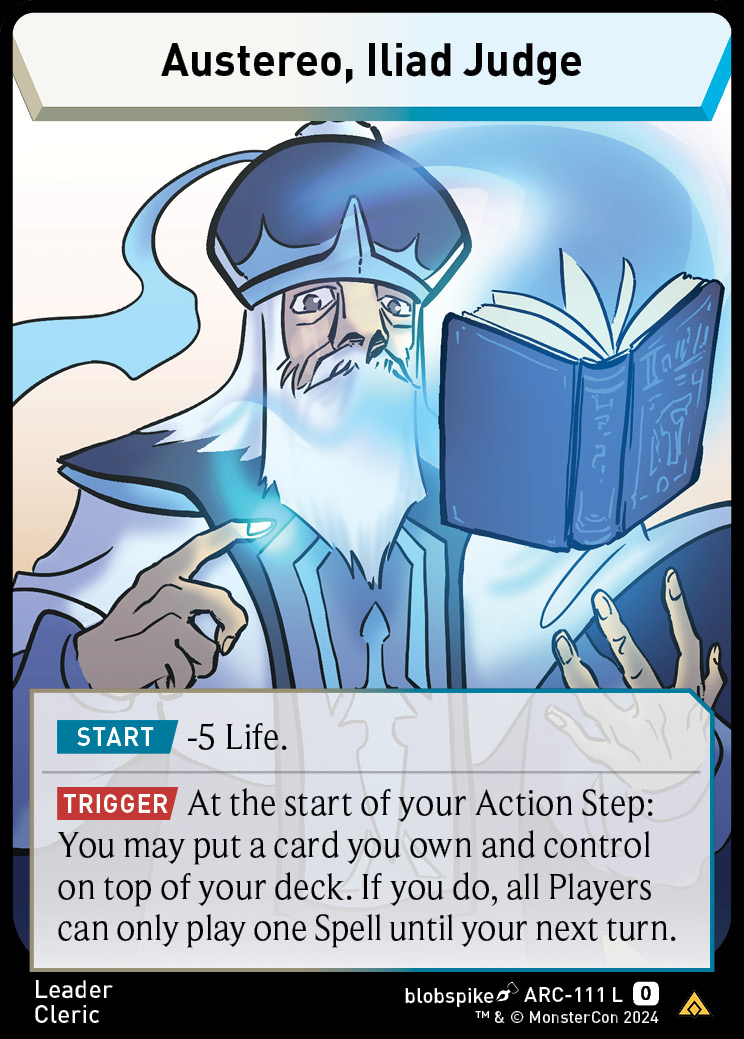 Austereo, Iliad Judge
START -5 Life.
TRIGGER At the start of your Action Step:
You may put a card you own and control
on top of your deck. If you do, all Players
can only play one Spell until your next turn.
Leader
Cleric
blobspike ARC-111 L 0
™ & © MonsterCon 2024